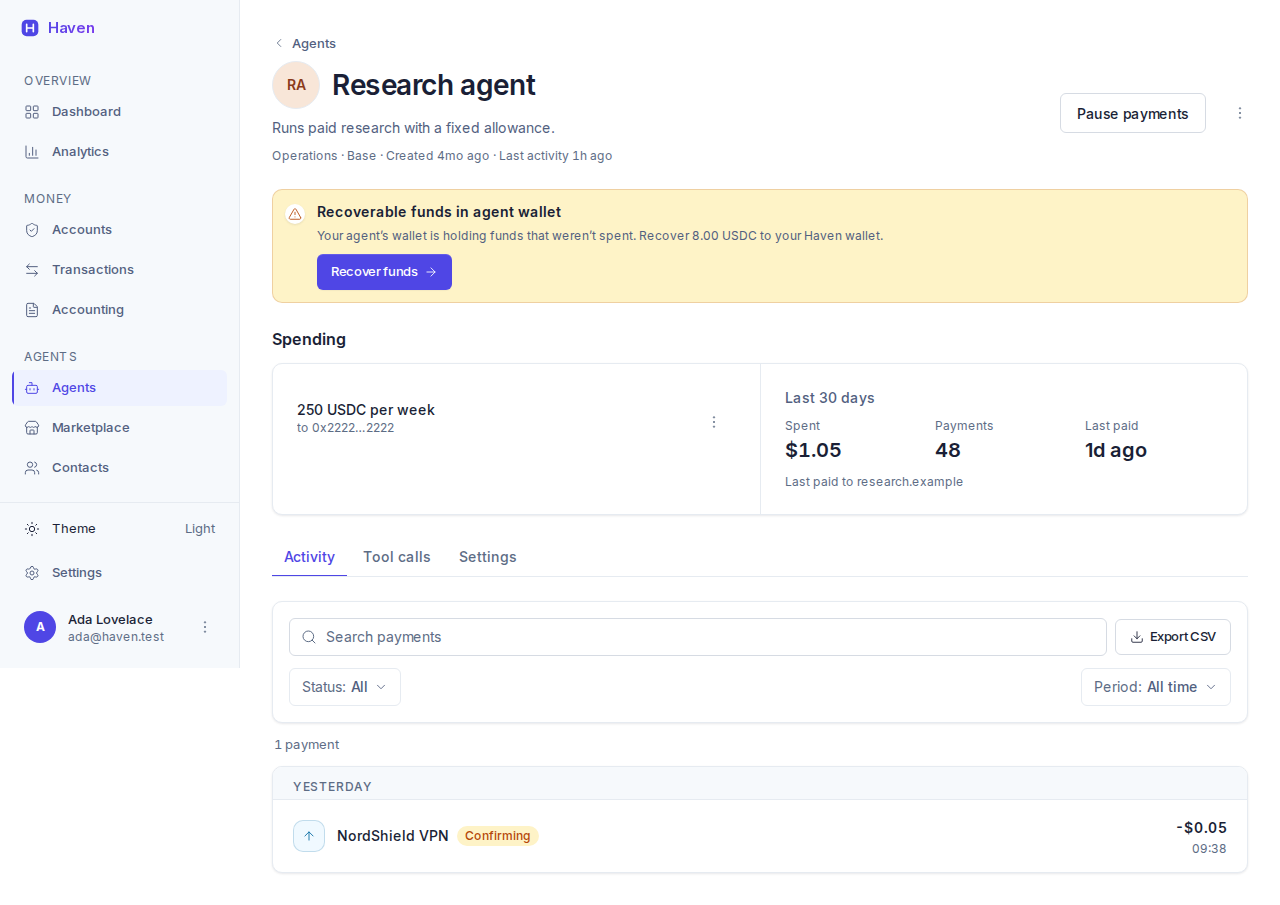 Haven
OVERVIEW
Dashboard
Analytics
MONEY
Accounts
Transactions
Accounting
AGENTS
Agents
Marketplace
Contacts
Theme Light
Settings
A
Ada Lovelace
ada@haven.test
Agents
RA
Research agent
Runs paid research with a fixed allowance.
Operations · Base · Created 4mo ago · Last activity 1h ago
Pause payments
Recoverable funds in agent wallet
Your agent’s wallet is holding funds that weren’t spent. Recover 8.00 USDC to your Haven wallet.
Recover funds
Spending
250 USDC per week
to 0x2222…2222
Last 30 days
Spent Payments Last paid
$1.05 48 1d ago
Last paid to research.example
Activity Tool calls Settings
Search payments
Export CSV
Status: All
Period: All time
1 payment
YESTERDAY
NordShield VPN Confirming
-$0.05
09:38